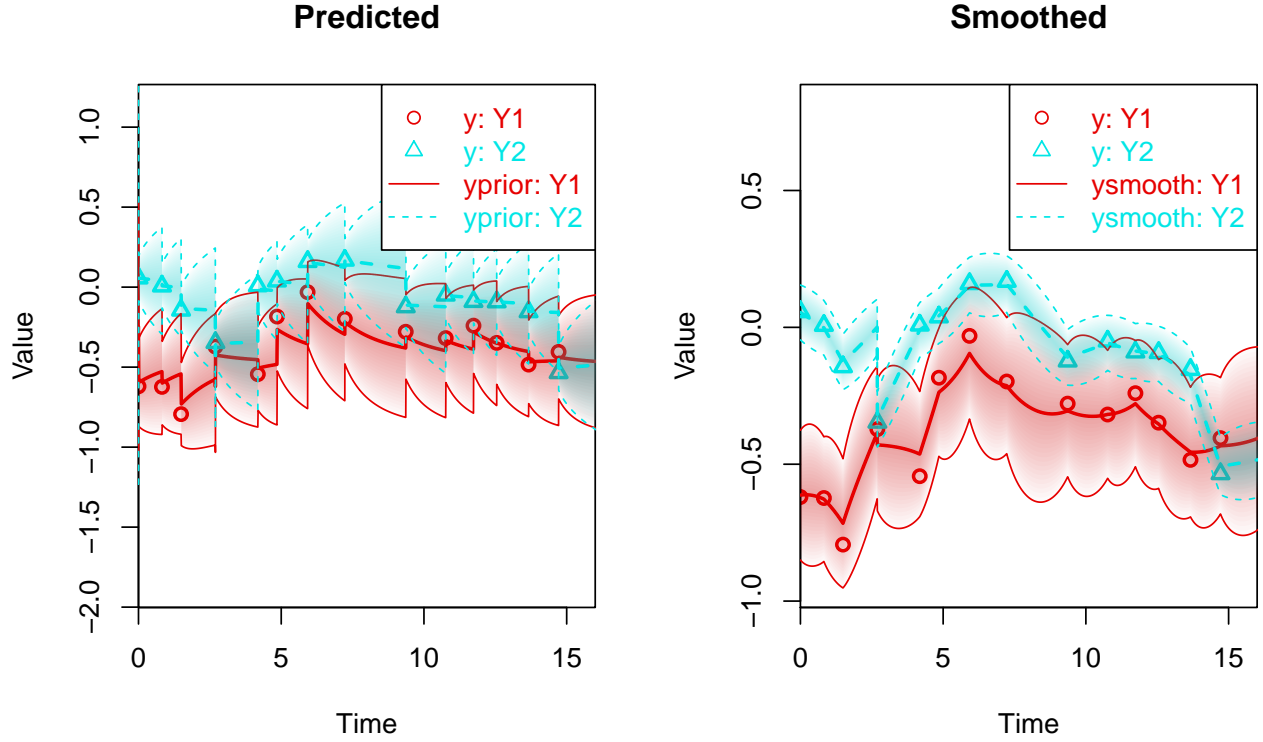 Predicted
Value
1.0
0.5
0.0
−0.5
−1.0
−1.5
−2.0
y: Y1
y: Y2
yprior: Y1
yprior: Y2
0 5 10 15
Time
Smoothed
Value
0.5
0.0
−0.5
−1.0
y: Y1
y: Y2
ysmooth: Y1
ysmooth: Y2
0 5 10 15
Time